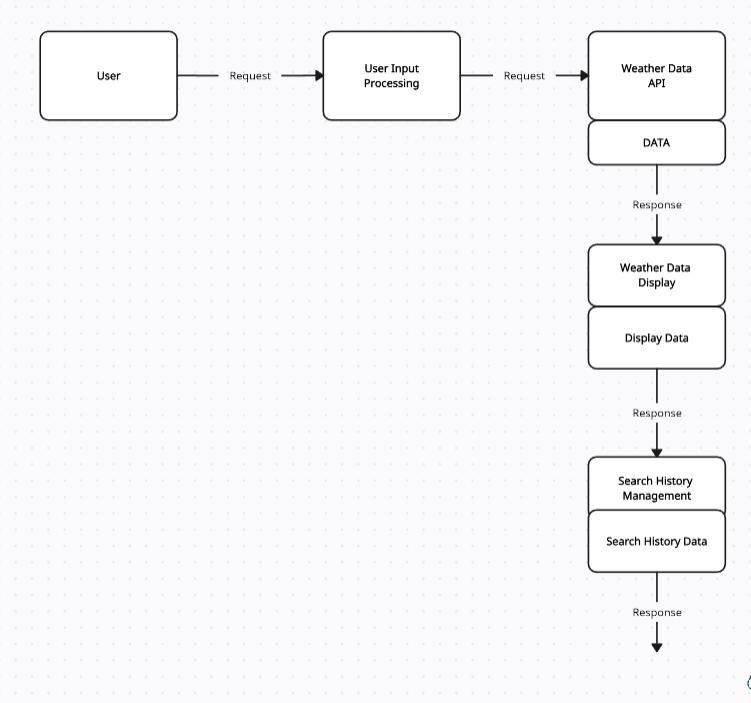 User
Request
User Input
Processing
Request
Weather Data
API
DATA
Response
Weather Data
Display
Display Data
Response
Search History
Management
Search History Data
Response